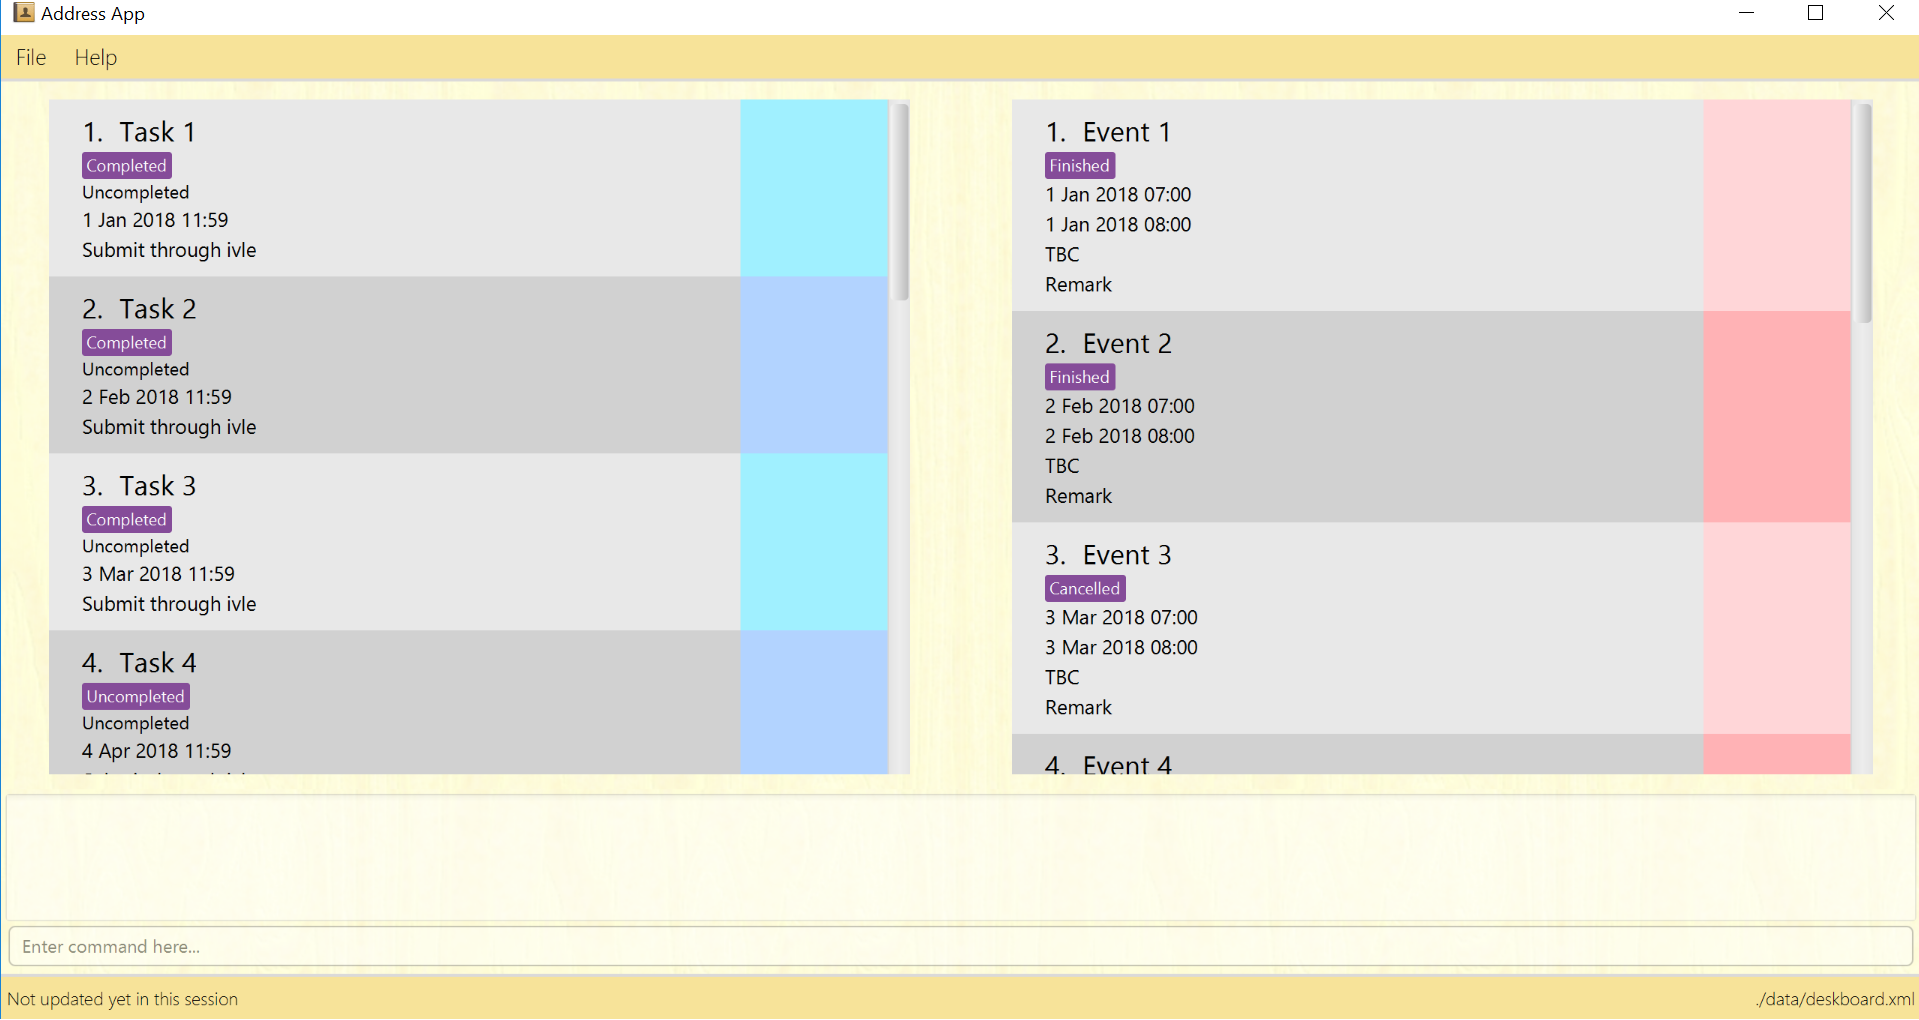 Address App
File Help
1. Task 1
Completed
Uncompleted
1 Jan 2018 11:59
Submit through ivle
2. Task 2
Completed
Uncompleted
2 Feb 2018 11:59
Submit through ivle
3. Task 3
Completed
Uncompleted
3 Mar 2018 11:59
Submit through ivle
4. Task 4
Uncompleted
Uncompleted
4 Apr 2018 11:59
1. Event 1
Finished
1 Jan 2018 07:00
1 Jan 2018 08:00
TBC
Remark
2. Event 2
Finished
2 Feb 2018 07:00
2 Feb 2018 08:00
TBC
Remark
3. Event 3
Cancelled
3 Mar 2018 07:00
3 Mar 2018 08:00
TBC
Remark
4. Event 4
Enter command here...
Not updated yet in this session
./data/deskboard.xml